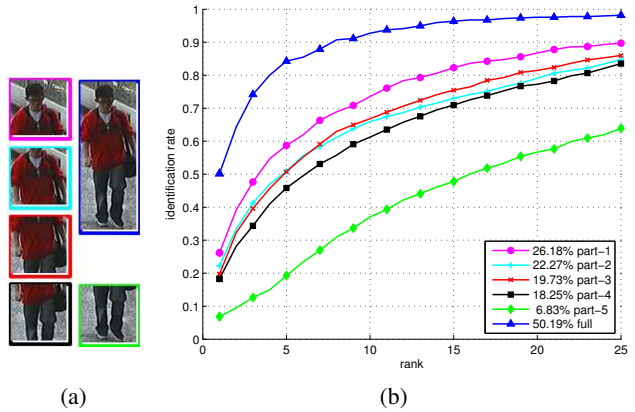 1
0.9
0.8
0.7
0.6
0.5
0.4
0.3
0.2
0.1
0
identification rate
26.18% part-1
22.27% part-2
19.73% part-3
18.25% part-4
6.83% part-5
50.19% full
0 5 10 15 20 25
rank
(a) (b)